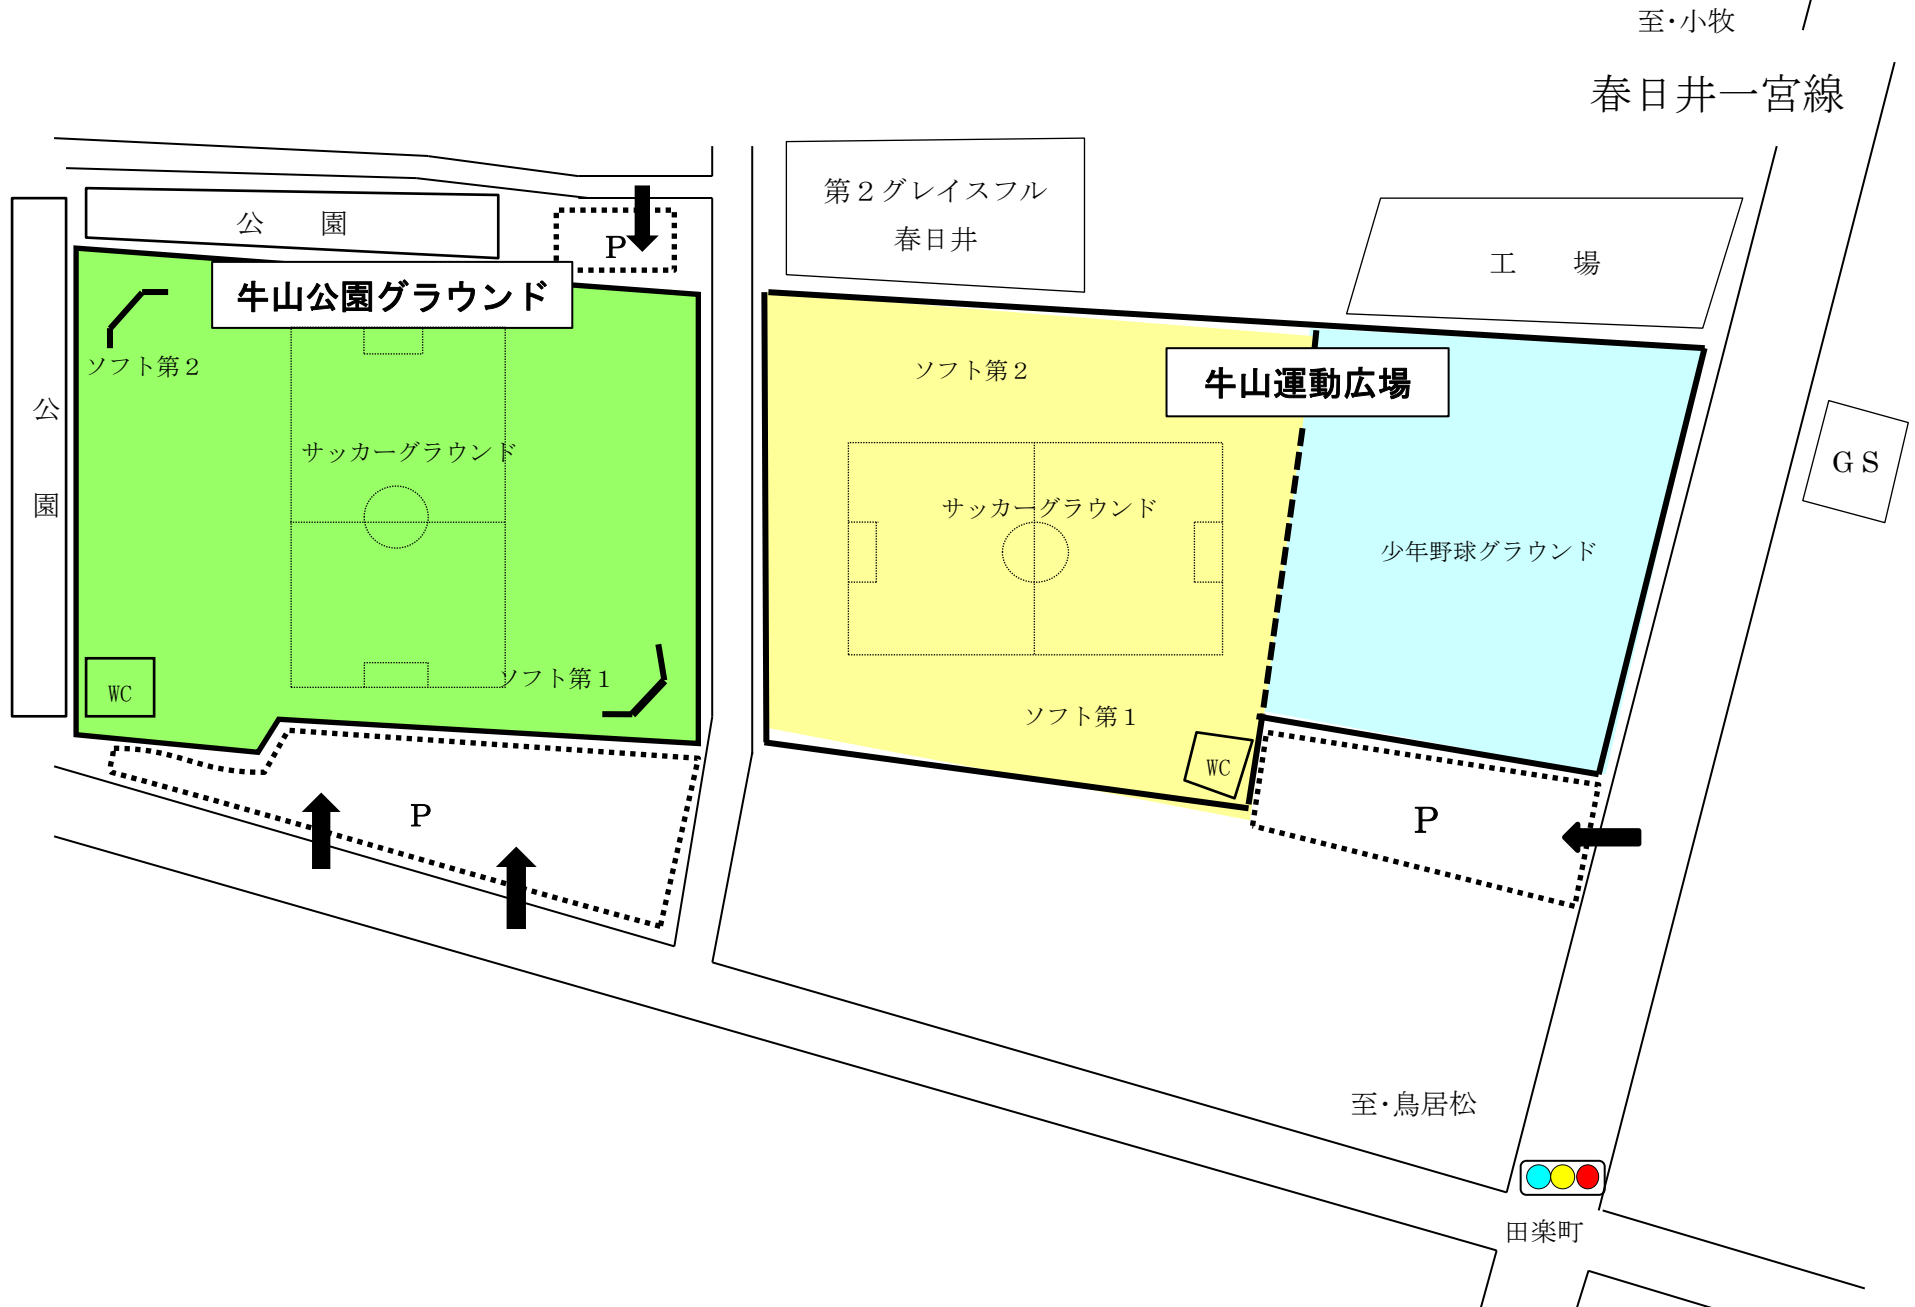 至・小牧
春日井一宮線
第２グレイスフル
春日井
公　園
P
工　場
牛山公園グラウンド
ソフト第２
ソフト第２
牛山運動広場
公
園
サッカーグラウンド
サッカーグラウンド
ＧＳ
少年野球グラウンド
ソフト第１
WC
ソフト第１
WC
P
P
至・鳥居松
田楽町